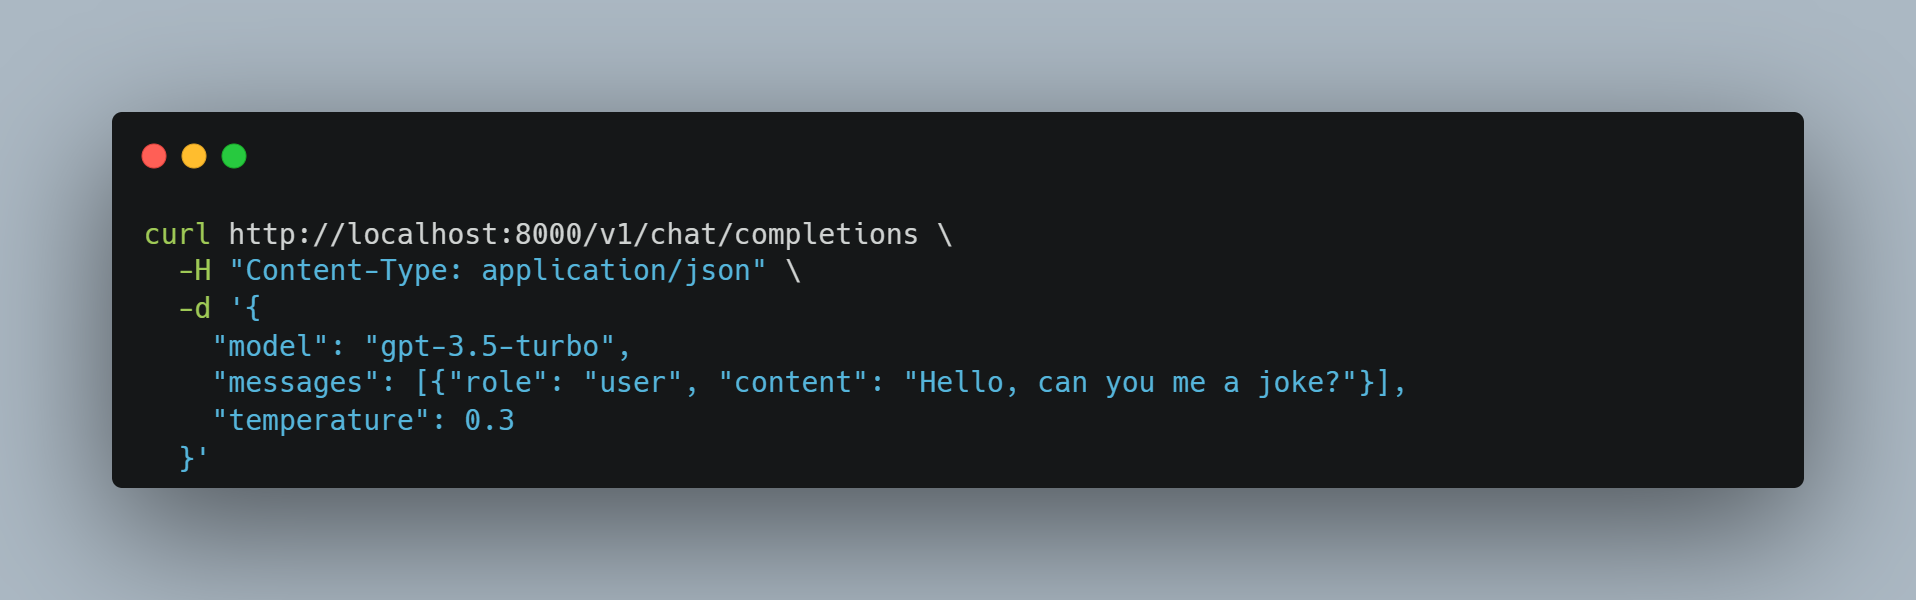 curl http://localhost:8000/v1/chat/completions \
  -H "Content-Type: application/json" \
  -d '{
    "model": "gpt-3.5-turbo",
    "messages": [{"role": "user", "content": "Hello, can you me a joke?"}],
    "temperature": 0.3
  }'